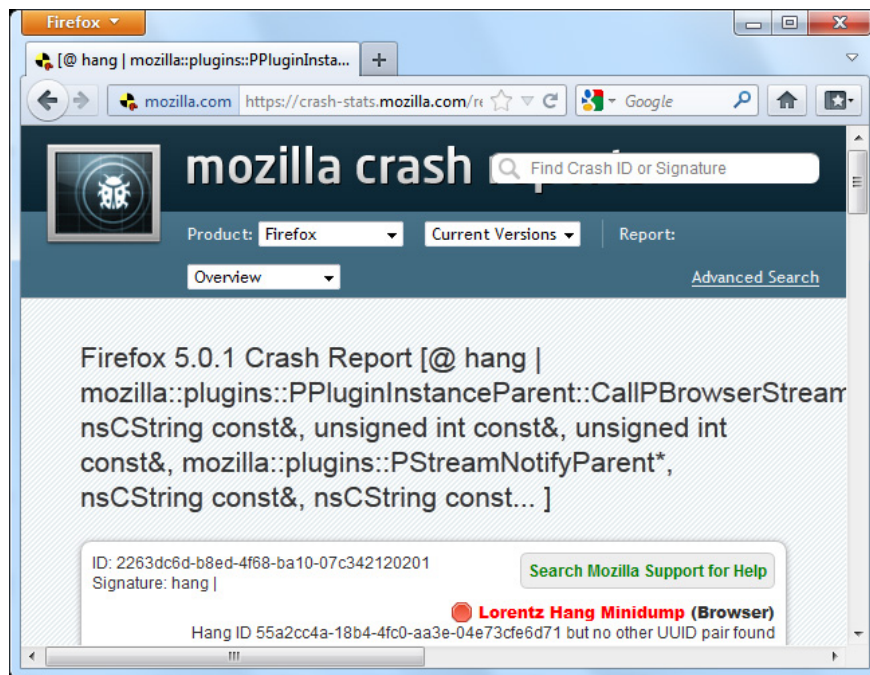 Firefox
[@ hang | mozilla::plugins::PPluginInsta...
mozilla.com https://crash-stats.mozilla.com/re Google
mozilla crash
Find Crash ID or Signature
Product: Firefox Current Versions Report:
Overview Advanced Search
Firefox 5.0.1 Crash Report [@ hang |
mozilla::plugins::PPluginInstanceParent::CallPBrowserStream
nsCString const&, unsigned int const&, unsigned int
const&, mozilla::plugins::PStreamNotifyParent*,
nsCString const&, nsCString const... ]
ID: 2263dc6d-b8ed-4f68-ba10-07c342120201
Signature: hang |
Search Mozilla Support for Help
Lorentz Hang Minidump (Browser)
Hang ID 55a2cc4a-18b4-4fc0-aa3e-04e73cfe6d71 but no other UUID pair found